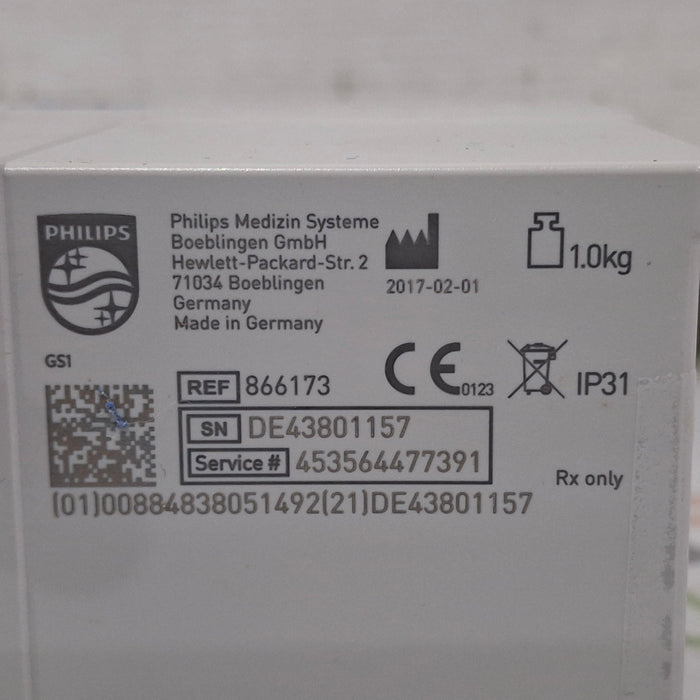 PHILIPS
Philips Medizin Systeme
Boeblingen GmbH
Hewlett-Packard-Str. 2
71034 Boeblingen
Germany
Made in Germany
2017-02-01
1.0kg
GS1
REF 866173
CE 0123
IP31
SN DE43801157
Service # 453564477391
Rx only
(01)00884838051492(21)DE43801157